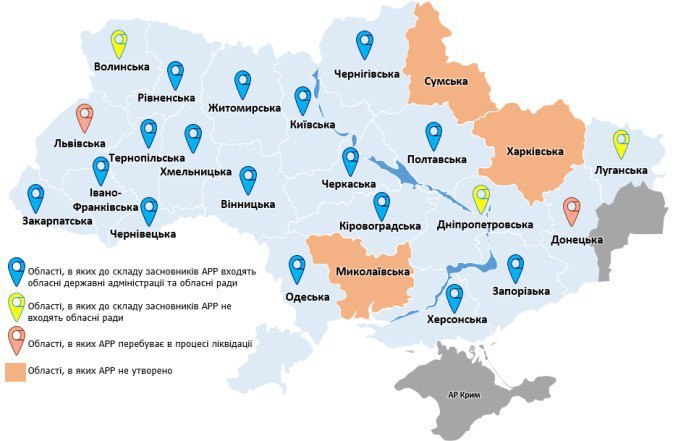 Волинська
Рівненська
Житомирська
Київська
Чернігівська
Сумська
Львівська
Тернопільська
Хмельницька
Полтавська
Харківська
Луганська
Івано-
Франківська
Закарпатська
Чернівецька
Вінницька
Черкаська
Кіровоградська
Дніпропетровська
Донецька
Миколаївська
Одеська
Херсонська
Запорізька
АР Крим
Області, в яких до складу засновників АРР входять
обласні державні адміністрації та обласні ради
Області, в яких до складу засновників АРР не
входять обласні ради
Області, в яких АРР перебуває в процесі ліквідації
Області, в яких АРР не утворено